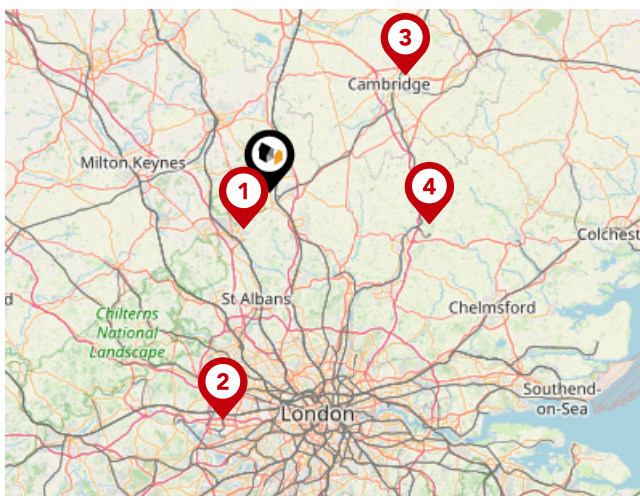 3
Cambridge
Milton Keynes
1
4
Colchest
d
St Albans
Chilterns
National
Landscape
Chelmsford
2
Southend-
on-Sea
London